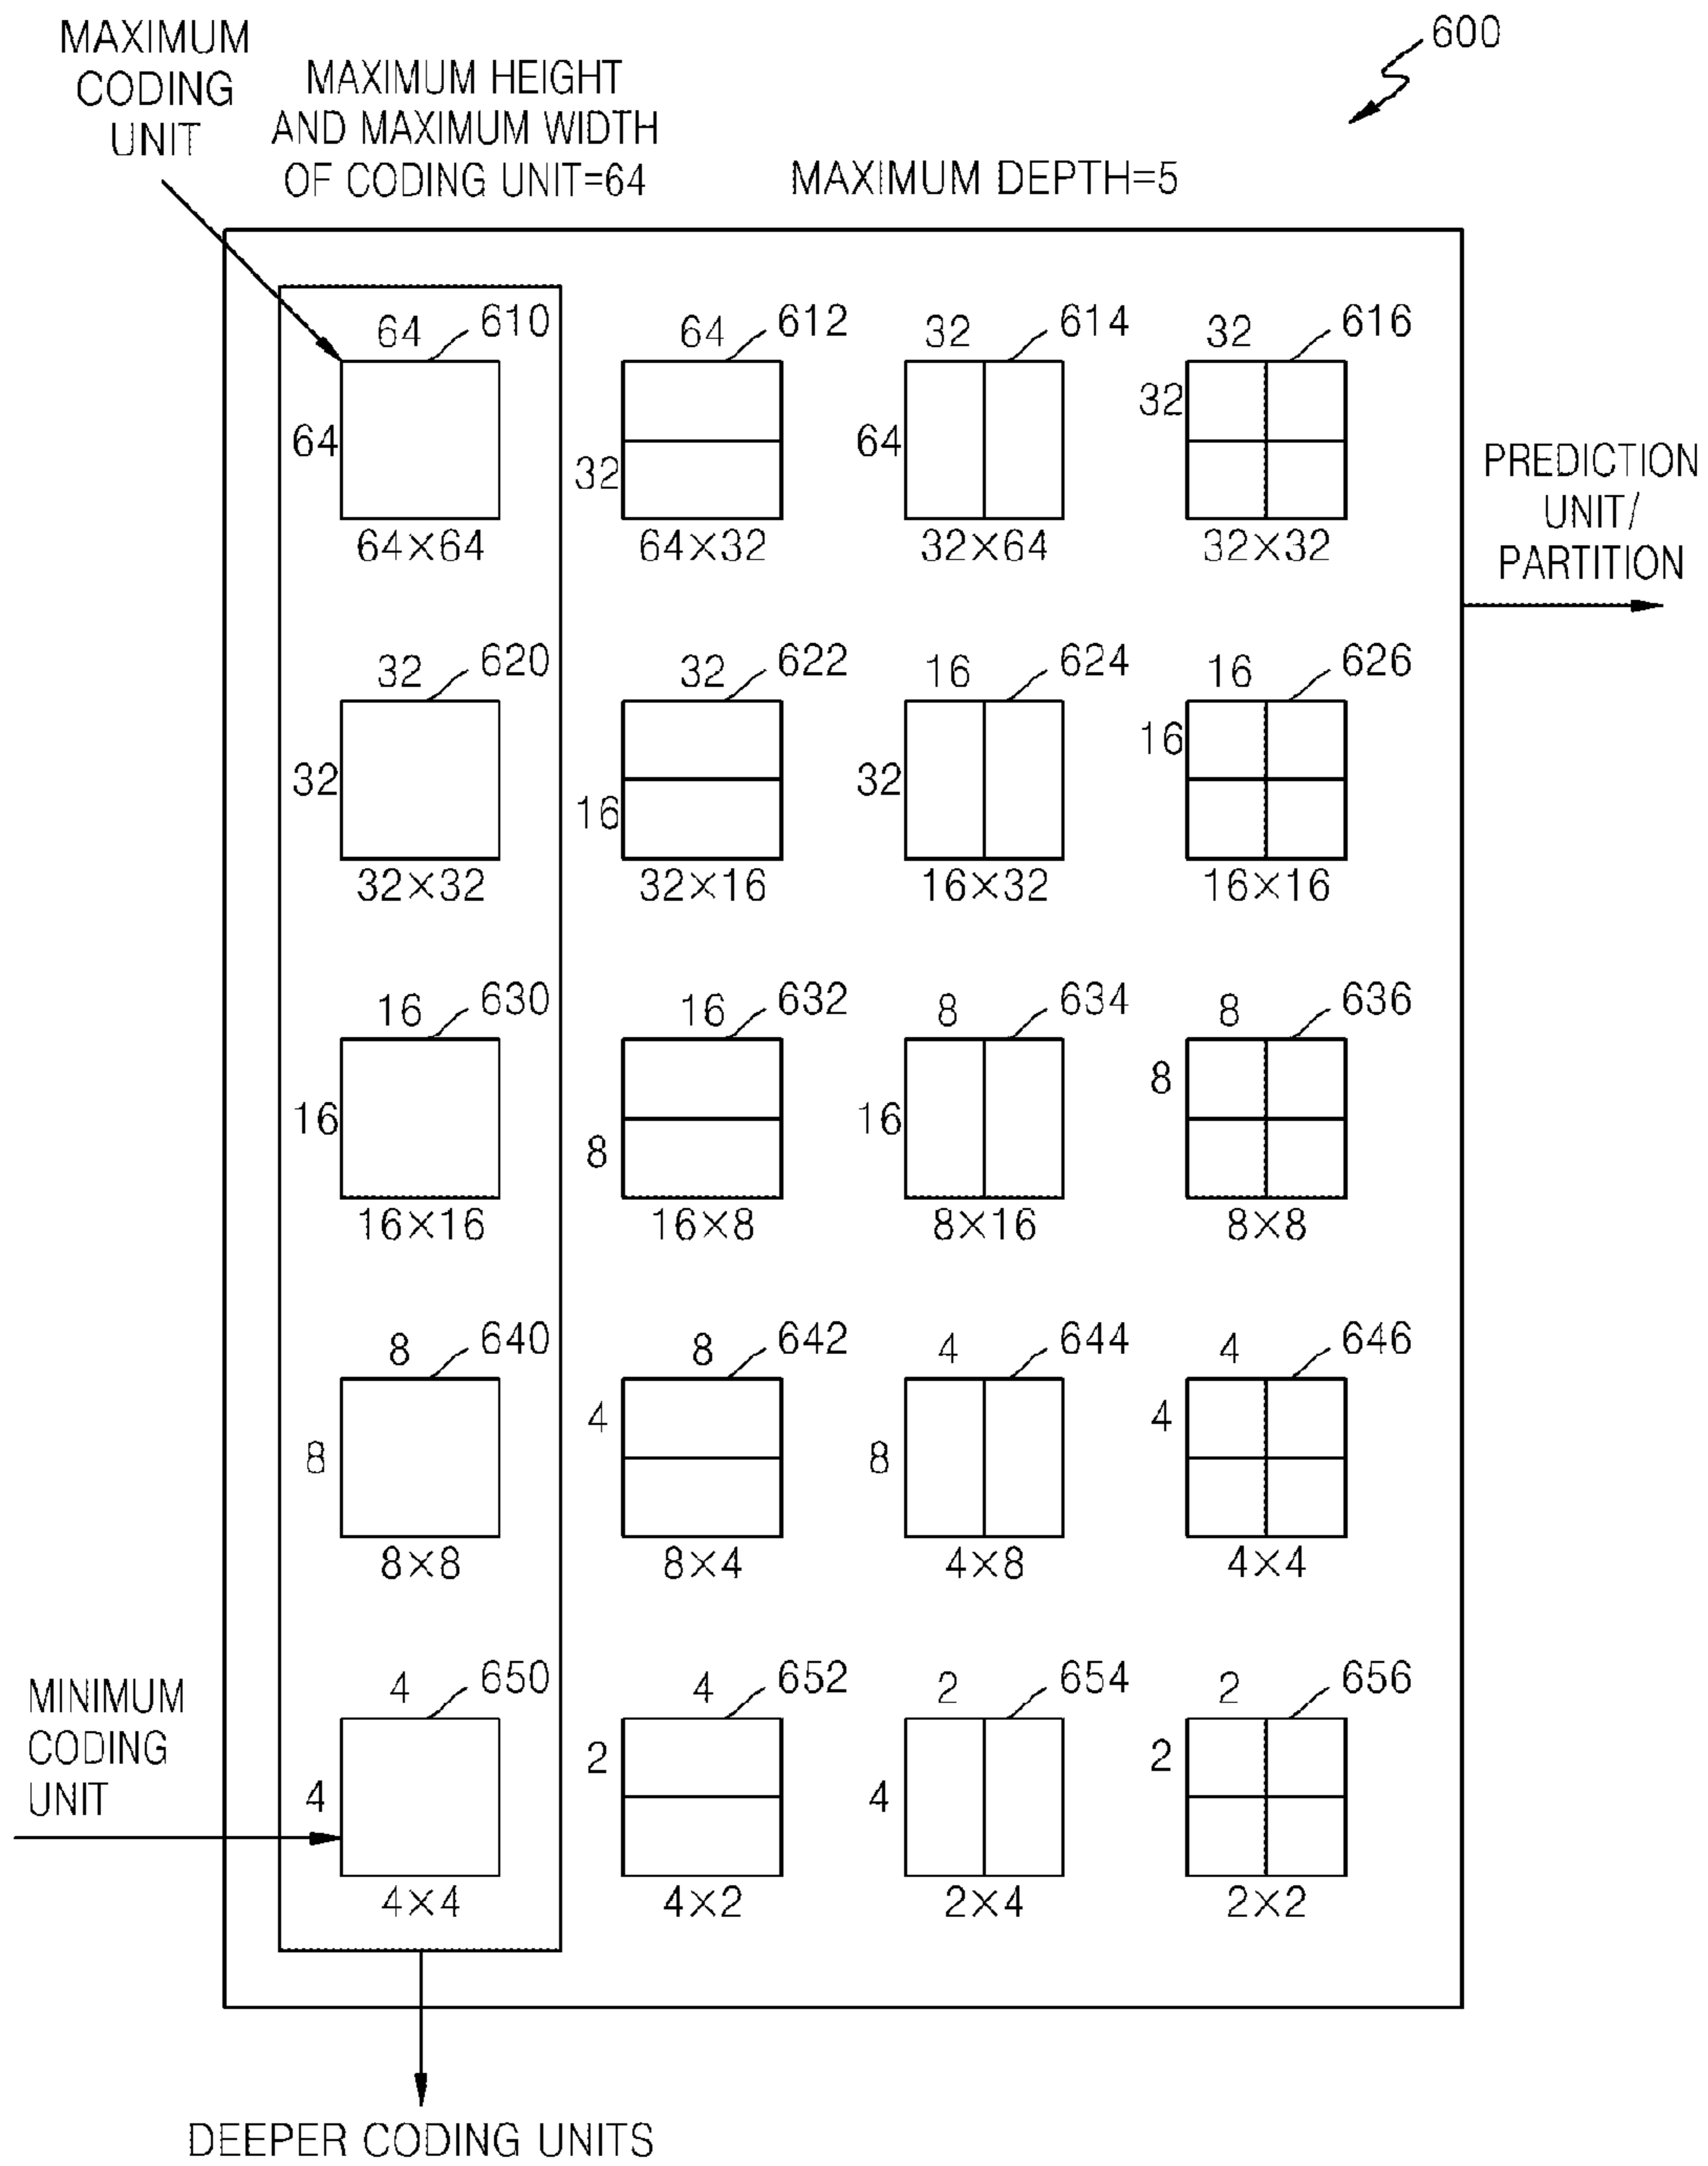 600
MAXIMUM
CODING
UNIT
MAXIMUM HEIGHT
AND MAXIMUM WIDTH
OF CODING UNIT=64
MAXIMUM DEPTH=5
64 610 64 612 32 614 32 616
64 32 64 32
64×64 64×32 32×64 32×32
PREDICTION
UNIT/
PARTITION
32 620 32 622 16 624 16 626
32 16 32 16
32×32 32×16 16×32 16×16
16 630 16 632 8 634 8 636
16 8 16 8
16×16 16×8 8×16 8×8
8 640 8 642 4 644 4 646
8 4 8 4
8×8 8×4 4×8 4×4
MINIMUM
CODING
UNIT
4 650 4 652 2 654 2 656
4 2 4 2
4×4 4×2 2×4 2×2
DEEPER CODING UNITS